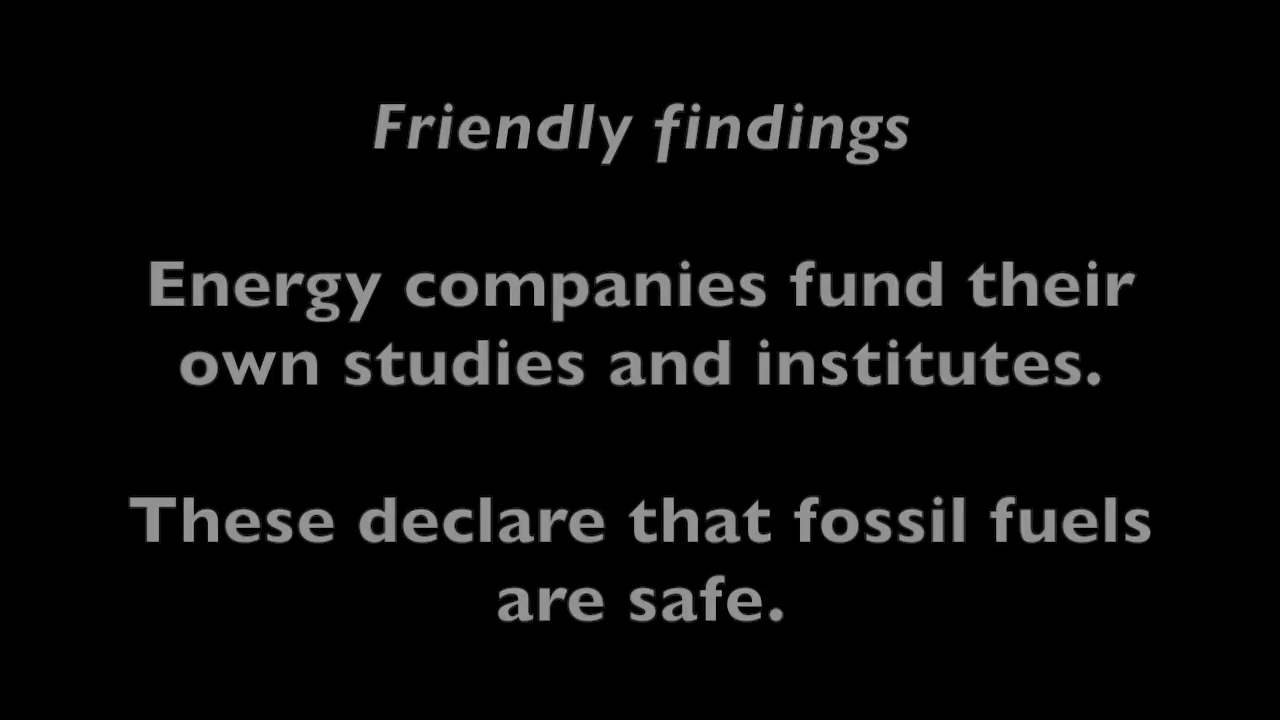 Friendly findings
Energy companies fund their
own studies and institutes.
These declare that fossil fuels
are safe.